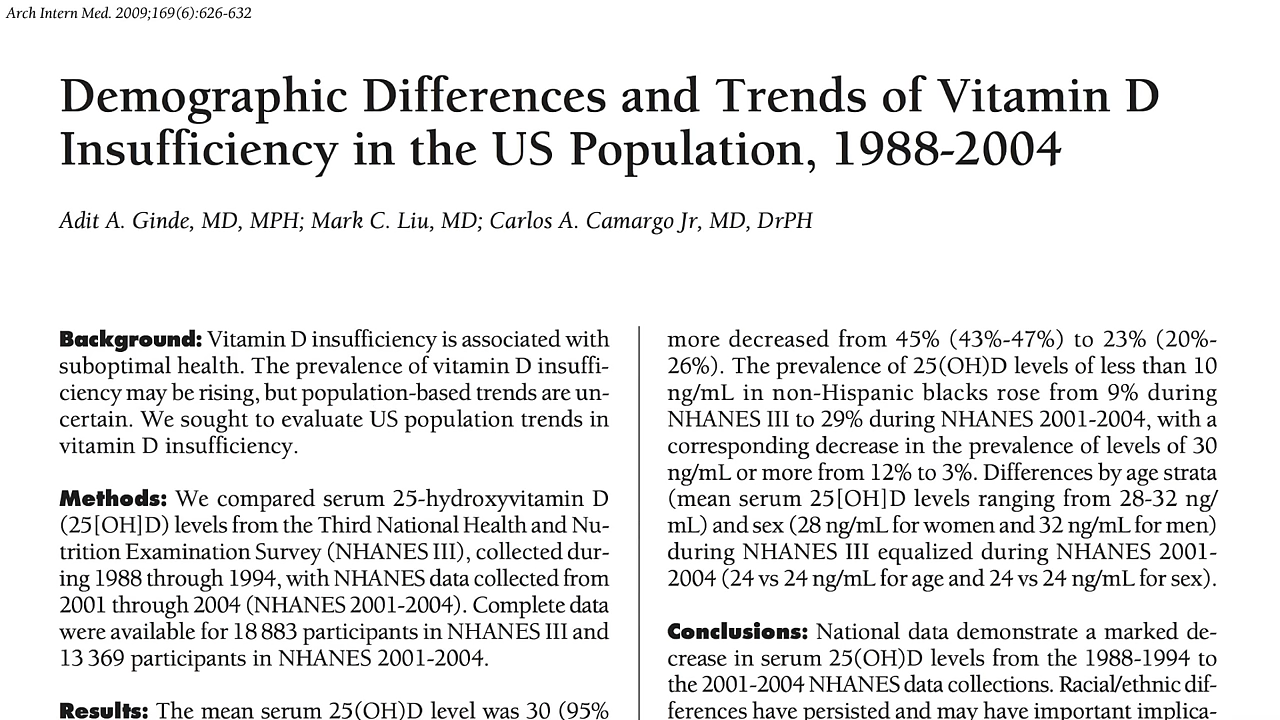 Arch Intern Med. 2009;169(6):626-632
Demographic Differences and Trends of Vitamin D
Insufficiency in the US Population, 1988-2004
Adit A. Ginde, MD, MPH; Mark C. Liu, MD; Carlos A. Camargo Jr, MD, DrPH
Background: Vitamin D insufficiency is associated with
suboptimal health. The prevalence of vitamin D insuffi-
ciency may be rising, but population-based trends are un-
certain. We sought to evaluate US population trends in
vitamin D insufficiency.
Methods: We compared serum 25-hydroxyvitamin D
(25[OH]D) levels from the Third National Health and Nu-
trition Examination Survey (NHANES III), collected dur-
ing 1988 through 1994, with NHANES data collected from
2001 through 2004 (NHANES 2001-2004). Complete data
were available for 18 883 participants in NHANES III and
13 369 participants in NHANES 2001-2004.
Results: The mean serum 25(OH)D level was 30 (95%
more decreased from 45% (43%-47%) to 23% (20%-
26%). The prevalence of 25(OH)D levels of less than 10
ng/mL in non-Hispanic blacks rose from 9% during
NHANES III to 29% during NHANES 2001-2004, with a
corresponding decrease in the prevalence of levels of 30
ng/mL or more from 12% to 3%. Differences by age strata
(mean serum 25[OH]D levels ranging from 28-32 ng/
mL) and sex (28 ng/mL for women and 32 ng/mL for men)
during NHANES III equalized during NHANES 2001-
2004 (24 vs 24 ng/mL for age and 24 vs 24 ng/mL for sex).
Conclusions: National data demonstrate a marked de-
crease in serum 25(OH)D levels from the 1988-1994 to
the 2001-2004 NHANES data collections. Racial/ethnic dif-
ferences have persisted and may have important implica-